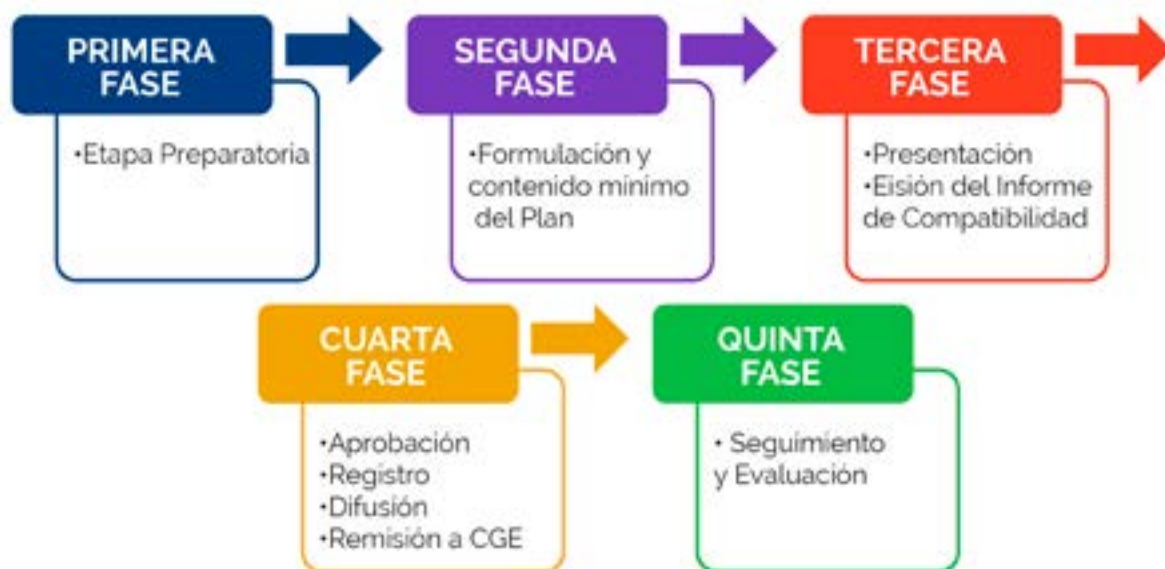 PRIMERA
FASE
•Etapa Preparatoria
SEGUNDA
FASE
•Formulación y
contenido mínimo
del Plan
TERCERA
FASE
•Presentación
•Eisión del Informe
de Compatibilidad
CUARTA
FASE
•Aprobación
•Registro
•Difusión
•Remisión a CGE
QUINTA
FASE
• Seguimiento
y Evaluación